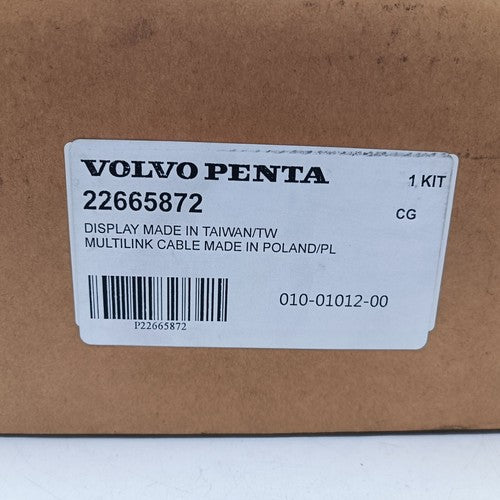 VOLVO PENTA
1 KIT
22665872
CG
DISPLAY MADE IN TAIWAN/TW
MULTILINK CABLE MADE IN POLAND/PL
010-01012-00
P22665872